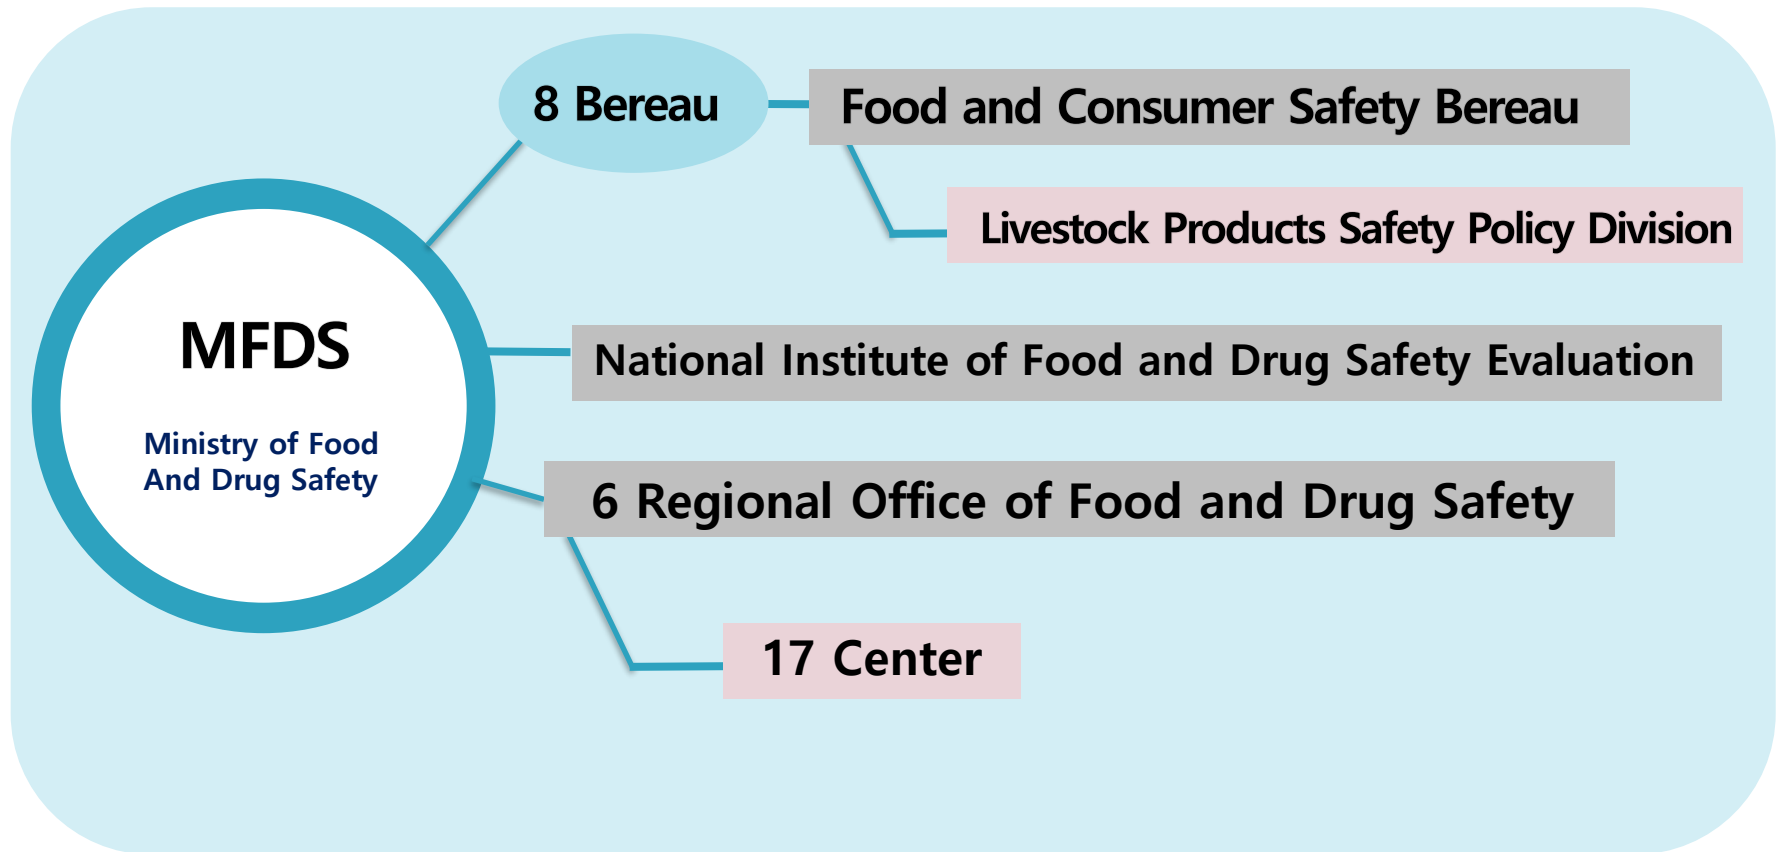 8 Bereau
Food and Consumer Safety Bereau
Livestock Products Safety Policy Division
MFDS
Ministry of Food
And Drug Safety
National Institute of Food and Drug Safety Evaluation
6 Regional Office of Food and Drug Safety
17 Center